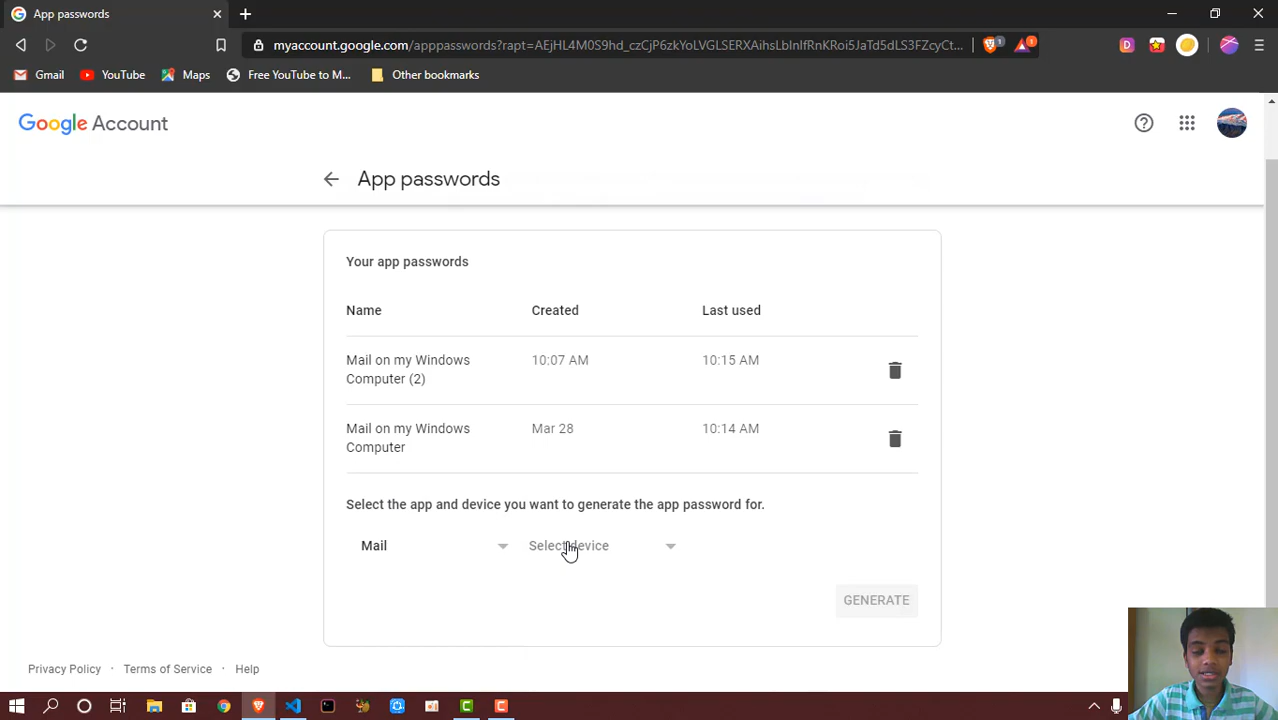 App passwords
myaccount.google.com/apppasswords?rapt=AEjHL4M0S9hd_czCjP6zkYoLVGLSERXAihsLblnIfRnKRoi5JaTd5dLS3FZcyCt...
1
1
Gmail
YouTube
Maps
Free YouTube to M...
Other bookmarks
Google Account
App passwords
Your app passwords
Name Created Last used
Mail on my Windows Computer (2) 10:07 AM 10:15 AM
Mail on my Windows Computer Mar 28 10:14 AM
Select the app and device you want to generate the app password for.
Mail Select device
GENERATE
Privacy Policy · Terms of Service · Help